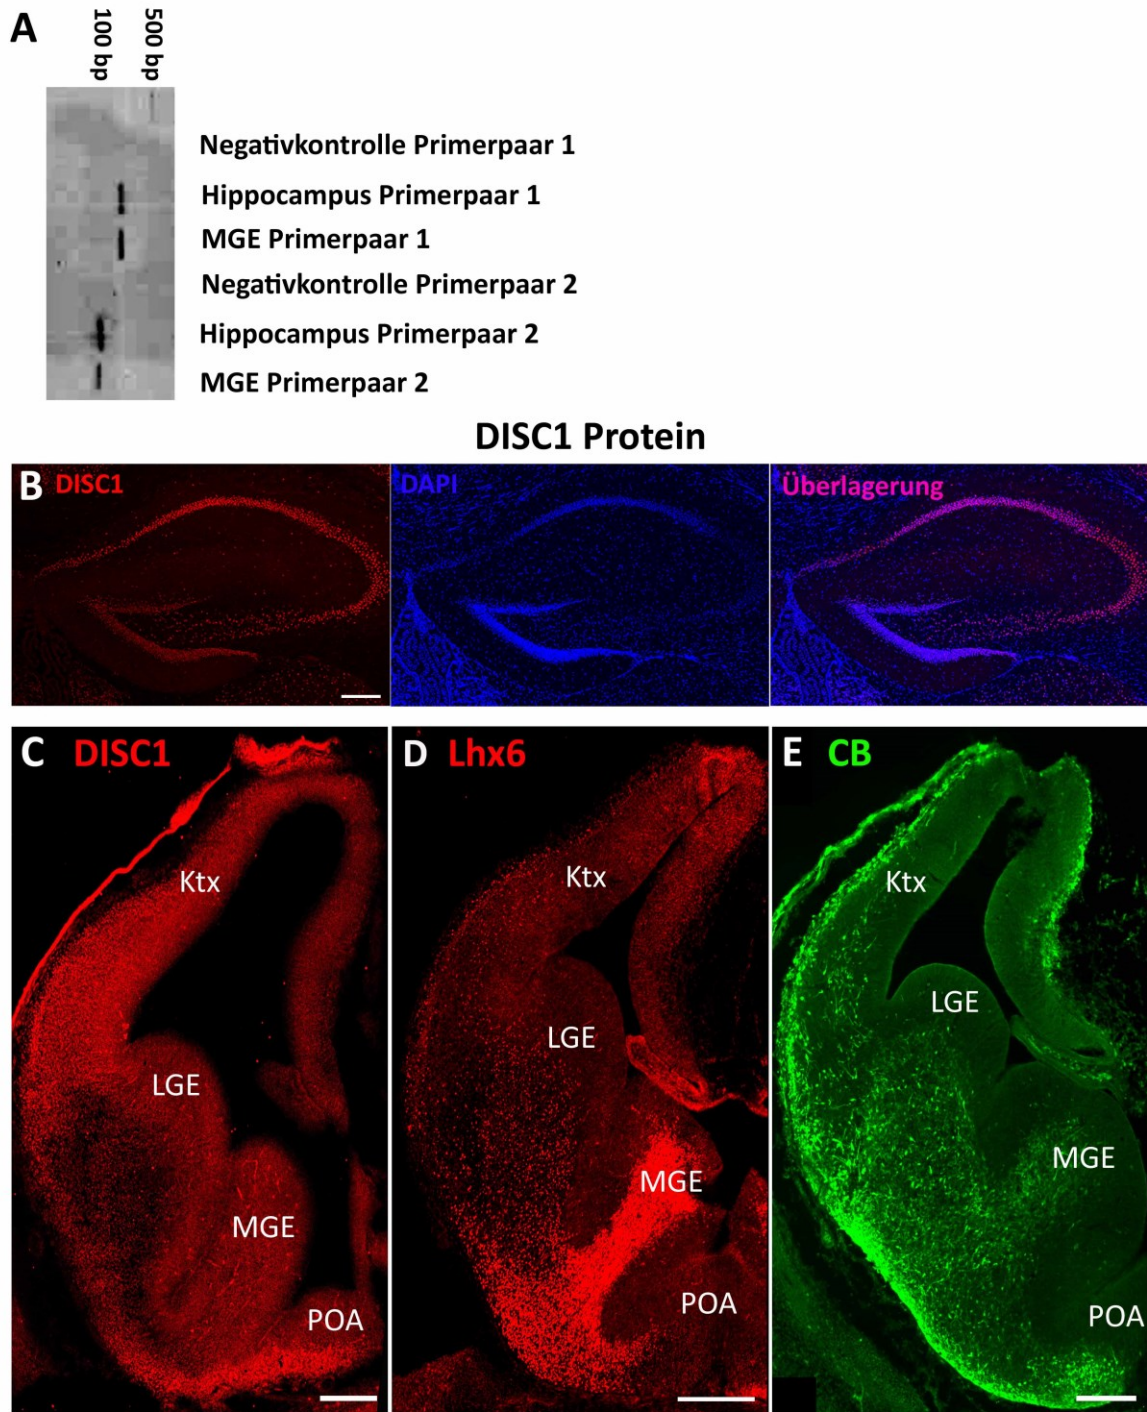 A
100 bp
500 bp
Negativkontrolle Primerpaar 1
Hippocampus Primerpaar 1
MGE Primerpaar 1
Negativkontrolle Primerpaar 2
Hippocampus Primerpaar 2
MGE Primerpaar 2
DISC1 Protein
B DISC1
DAPI
Überlagerung
C DISC1
Ktx
LGE
MGE
POA
D Lhx6
Ktx
LGE
MGE
POA
E CB
Ktx
LGE
MGE
POA